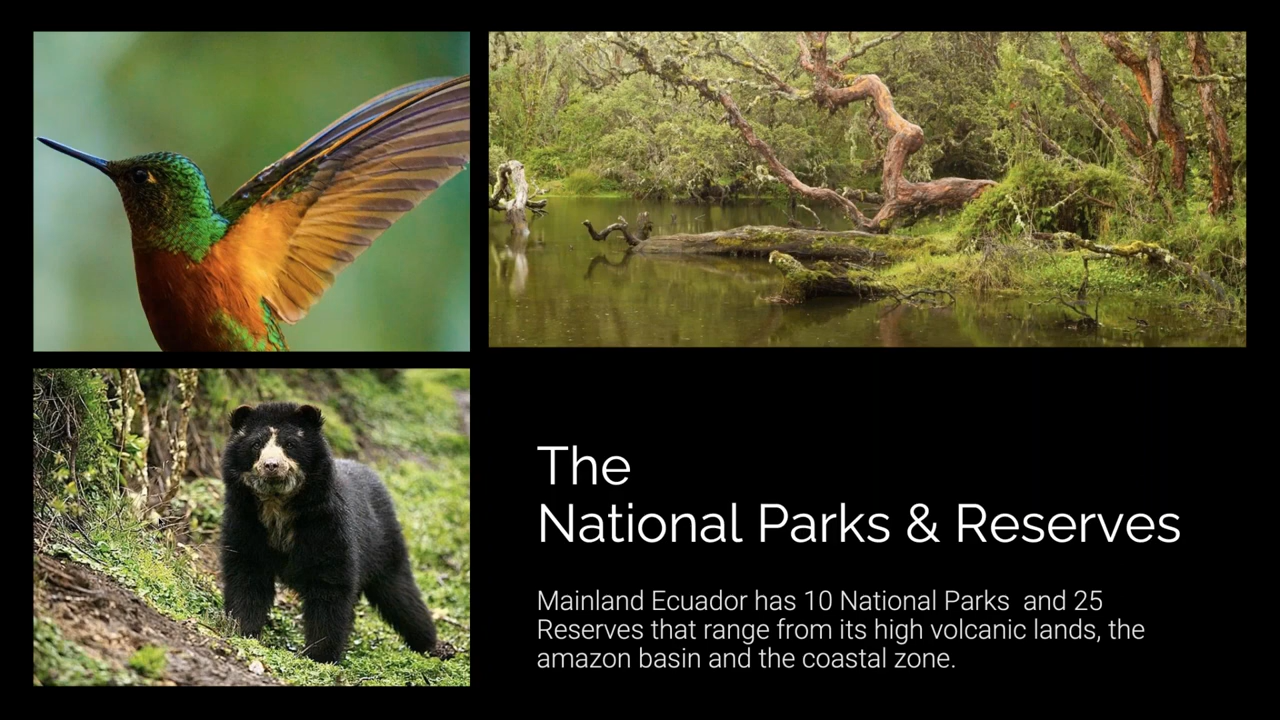 The
National Parks & Reserves
Mainland Ecuador has 10 National Parks  and 25
Reserves that range from its high volcanic lands, the
amazon basin and the coastal zone.